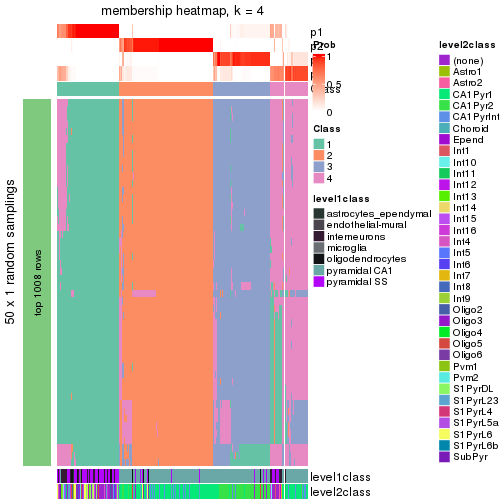 membership heatmap, k = 4
p1
p2
Prob
1
0.5
0
Class
1
2
3
4
level1class
astrocytes_ependymal
endothelial-mural
interneurons
microglia
oligodendrocytes
pyramidal CA1
pyramidal SS
level2class
(none)
Astro1
Astro2
CA1Pyr1
CA1Pyr2
CA1PyrInt
Choroid
Epend
Int1
Int10
Int11
Int12
Int13
Int14
Int15
Int16
Int4
Int5
Int6
Int7
Int8
Int9
Oligo2
Oligo3
Oligo4
Oligo5
Oligo6
Pvm1
Pvm2
S1PyrDL
S1PyrL23
S1PyrL4
S1PyrL5a
S1PyrL6
S1PyrL6b
SubPyr
50 x 1 random samplings
top 1008 rows
level1class
level2class